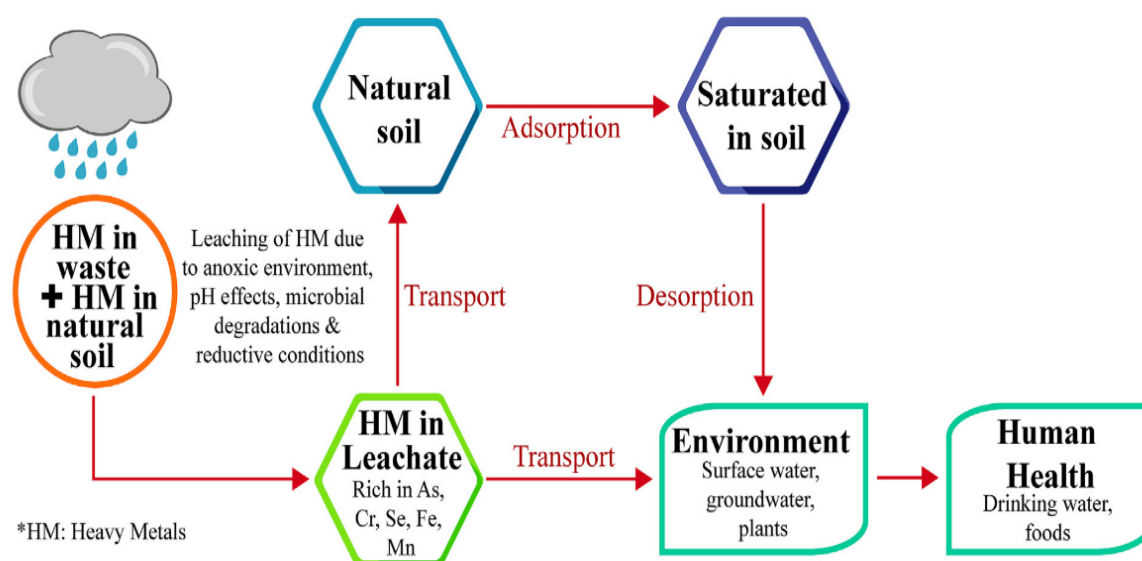 Natural
soil
Adsorption
Saturated
in soil
HM in
waste
+ HM in
natural
soil
Leaching of HM due
to anoxic environment,
pH effects, microbial
degradations &
reductive conditions
Transport
Desorption
HM in
Leachate
Rich in As,
Cr, Se, Fe,
Mn
Transport
Environment
Surface water,
groundwater,
plants
Human
Health
Drinking water,
foods
*HM: Heavy Metals